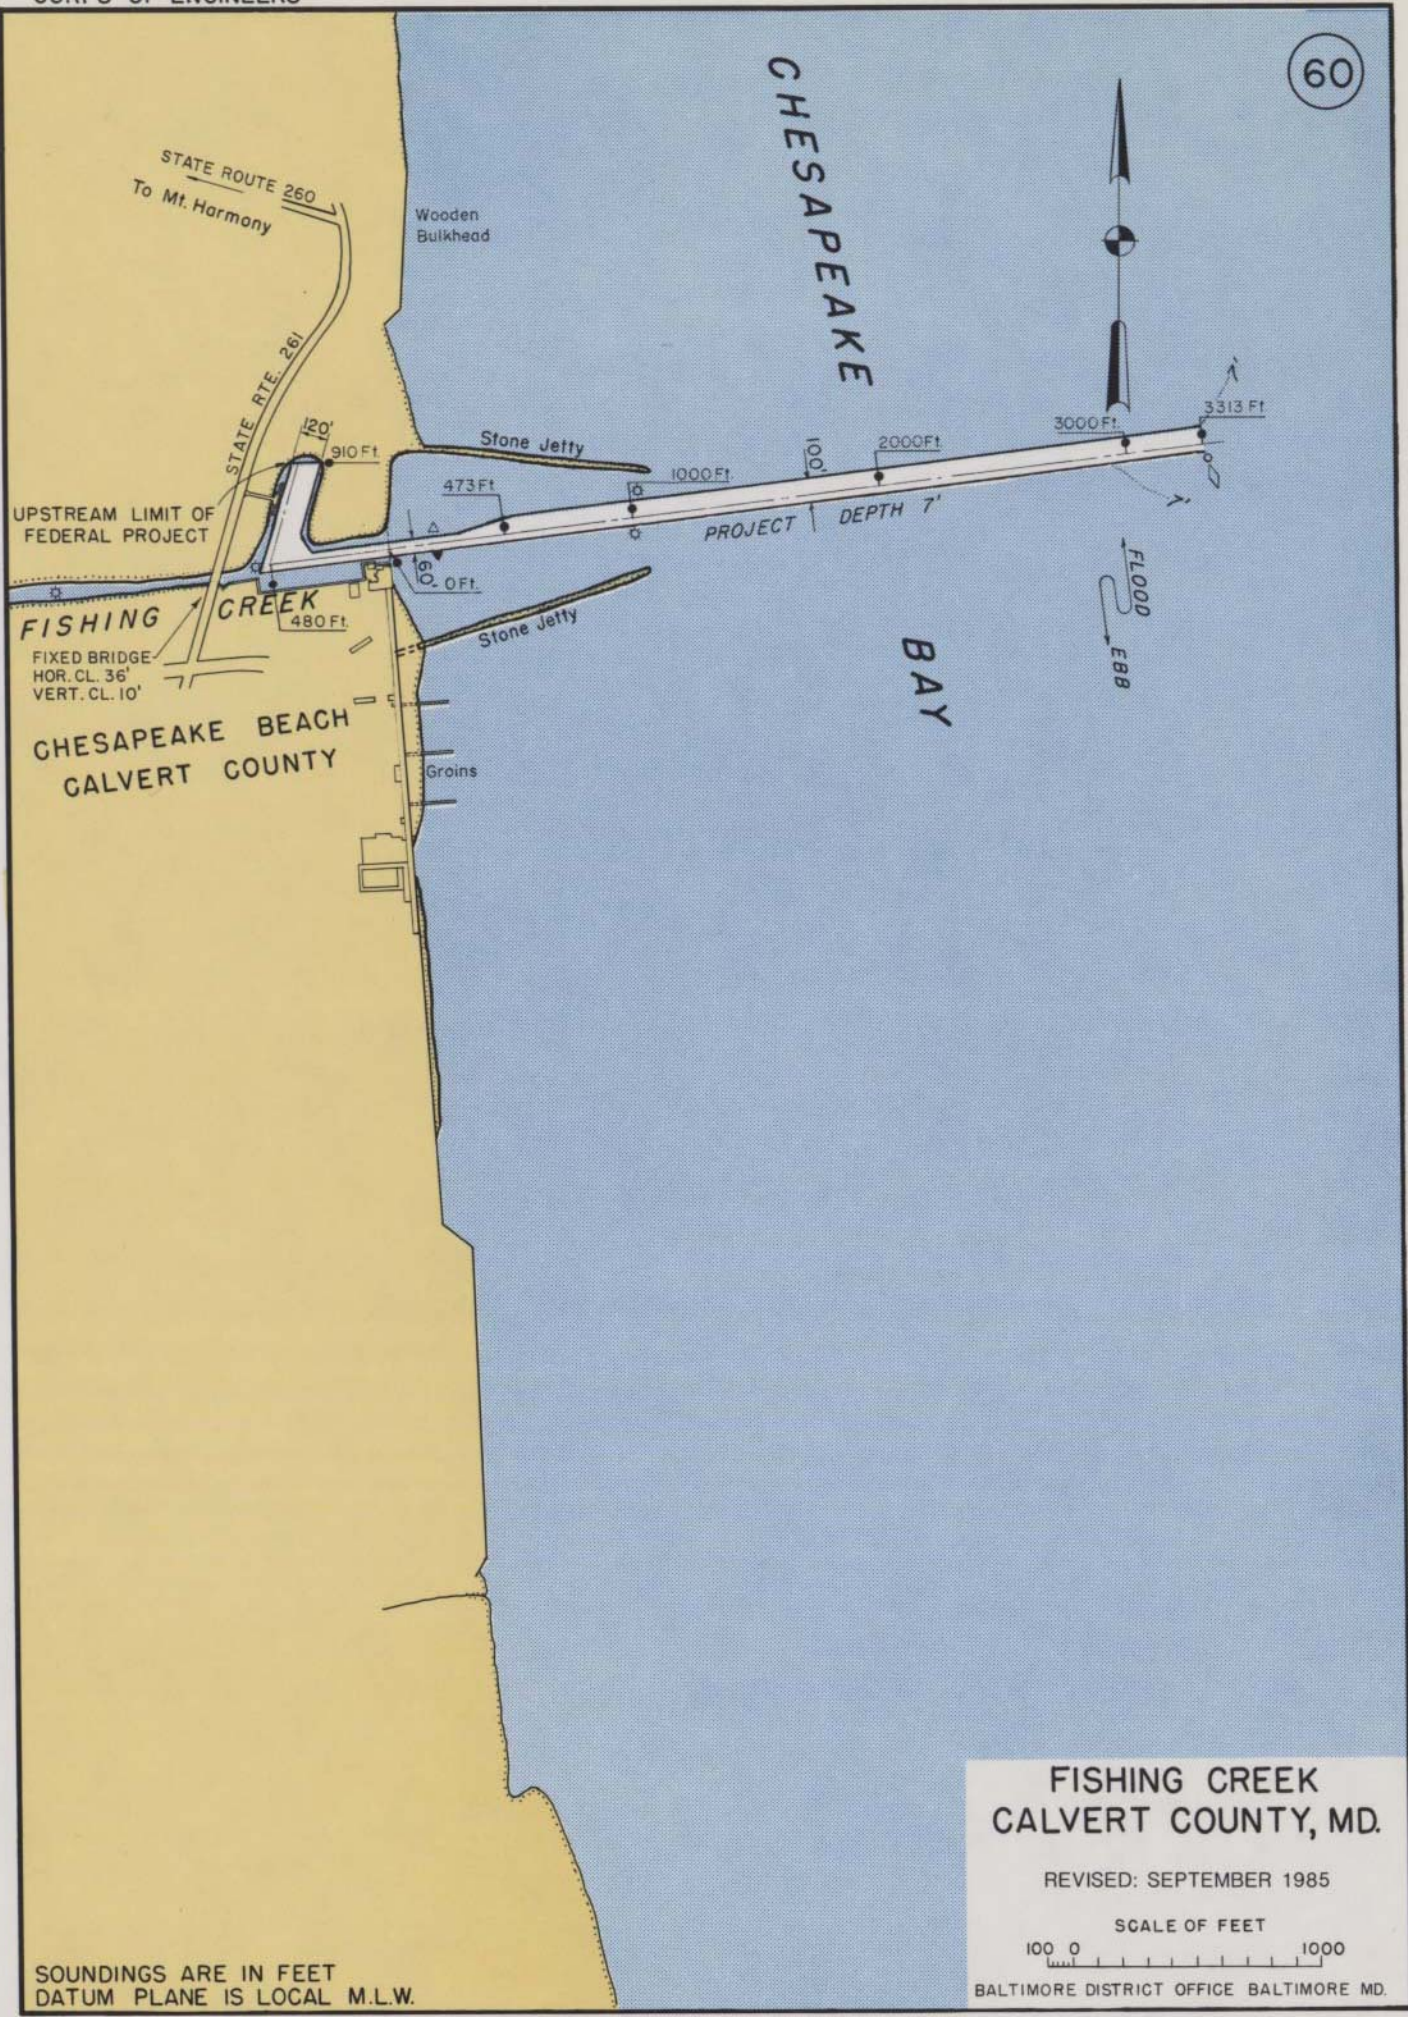 CORPS OF ENGINEERS
60
CHESAPEAKE
BAY
STATE ROUTE 260
To Mt. Harmony
Wooden
Bulkhead
STATE RTE. 261
120'
910 Ft.
Stone Jetty
473 Ft
1000 Ft.
100'
2000 Ft.
3000 Ft.
3313 Ft.
7'
7'
UPSTREAM LIMIT OF
FEDERAL PROJECT
PROJECT DEPTH 7'
60'
0 Ft.
FISHING CREEK
480 Ft.
Stone Jetty
FLOOD
EBB
FIXED BRIDGE
HOR. CL. 36'
VERT. CL. 10'
CHESAPEAKE BEACH
CALVERT COUNTY
Groins
FISHING CREEK
CALVERT COUNTY, MD.
REVISED: SEPTEMBER 1985
SCALE OF FEET
100 0 1000
BALTIMORE DISTRICT OFFICE BALTIMORE MD.
SOUNDINGS ARE IN FEET
DATUM PLANE IS LOCAL M.L.W.